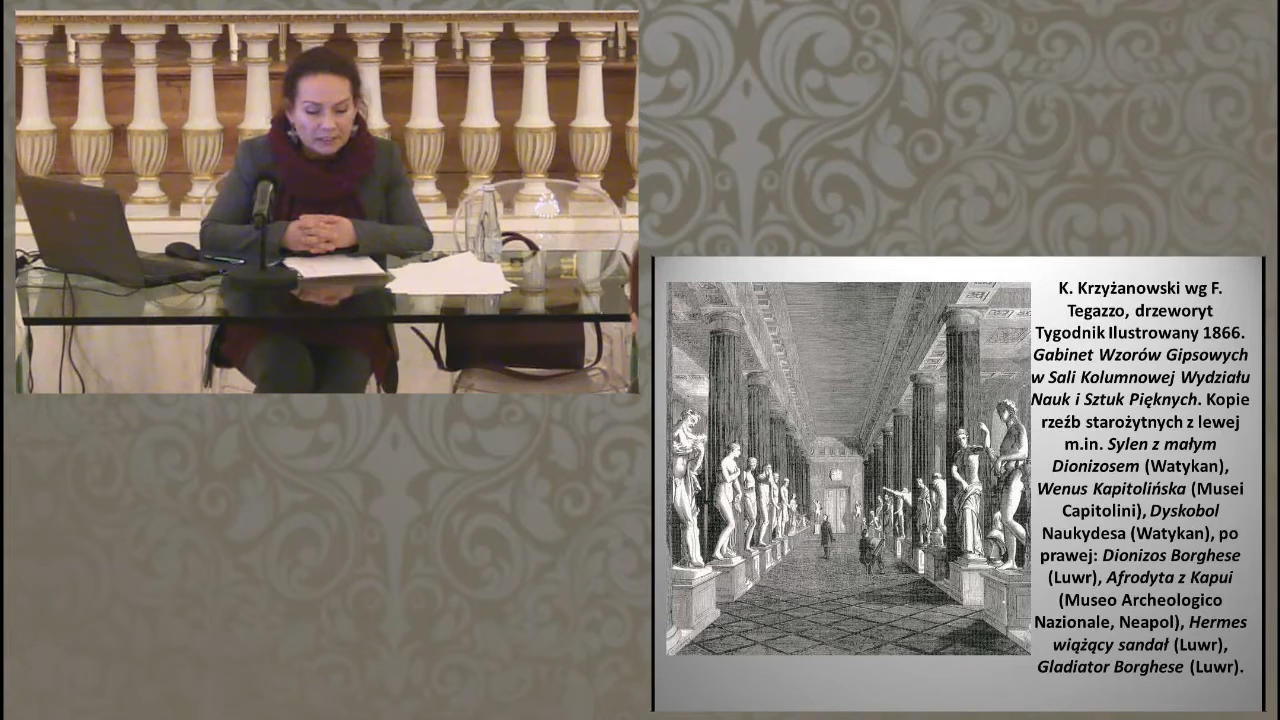 K. Krzyżanowski wg F.
Tegazzo, drzeworyt
Tygodnik Ilustrowany 1866.
Gabinet Wzorów Gipsowych
w Sali Kolumnowej Wydziału
Nauk i Sztuk Pięknych. Kopie
rzeźb starożytnych z lewej
m.in. Sylen z małym
Dionizosem (Watykan),
Wenus Kapitolińska (Musei
Capitolini), Dyskobol
Naukydesa (Watykan), po
prawej: Dionizos Borghese
(Luwr), Afrodyta z Kapui
(Museo Archeologico
Nazionale, Neapol), Hermes
wiążący sandał (Luwr),
Gladiator Borghese (Luwr).